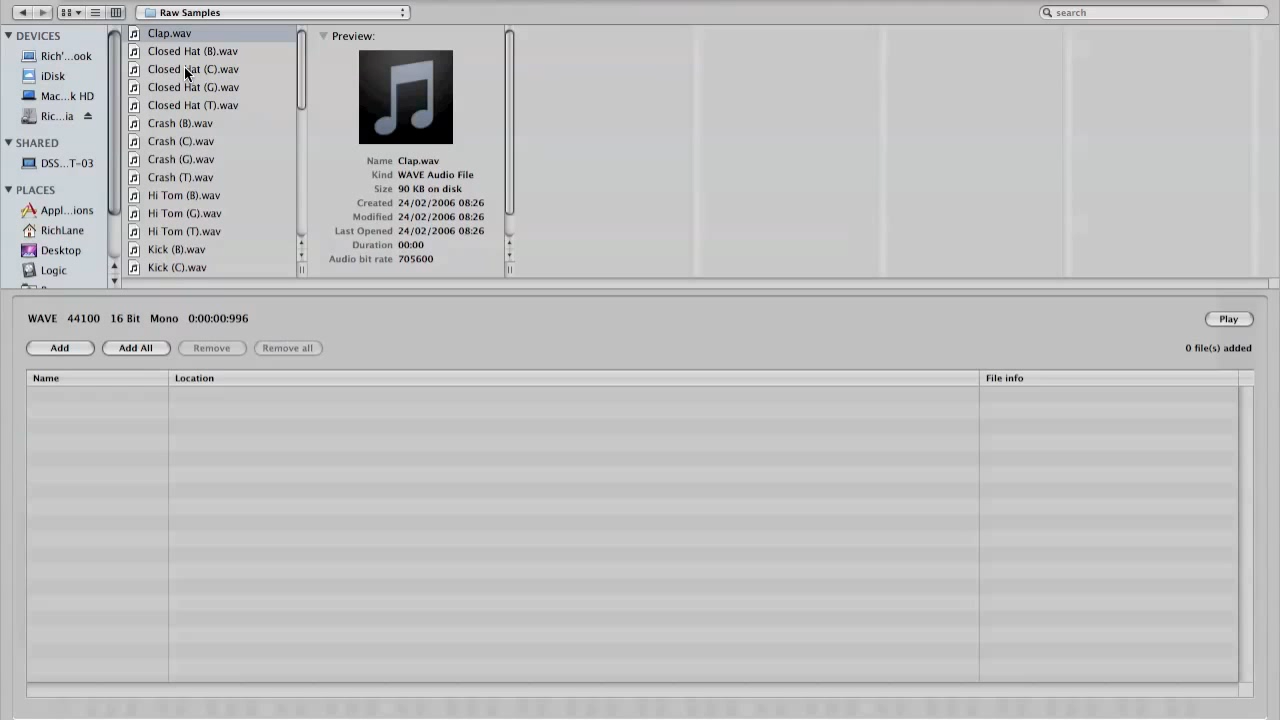 Raw Samples
search
DEVICES
Rich'...ook
iDisk
Mac...k HD
Ric...ia
SHARED
DSS...T-03
PLACES
Appl...ions
RichLane
Desktop
Logic
Clap.wav
Closed Hat (B).wav
Closed Hat (C).wav
Closed Hat (G).wav
Closed Hat (T).wav
Crash (B).wav
Crash (C).wav
Crash (G).wav
Crash (T).wav
Hi Tom (B).wav
Hi Tom (G).wav
Hi Tom (T).wav
Kick (B).wav
Kick (C).wav
Preview:
Name Clap.wav
Kind WAVE Audio File
Size 90 KB on disk
Created 24/02/2006 08:26
Modified 24/02/2006 08:26
Last Opened 24/02/2006 08:26
Duration 00:00
Audio bit rate 705600
WAVE 44100 16 Bit Mono 0:00:00:996
Play
Add Add All Remove Remove all
0 file(s) added
Name Location File info